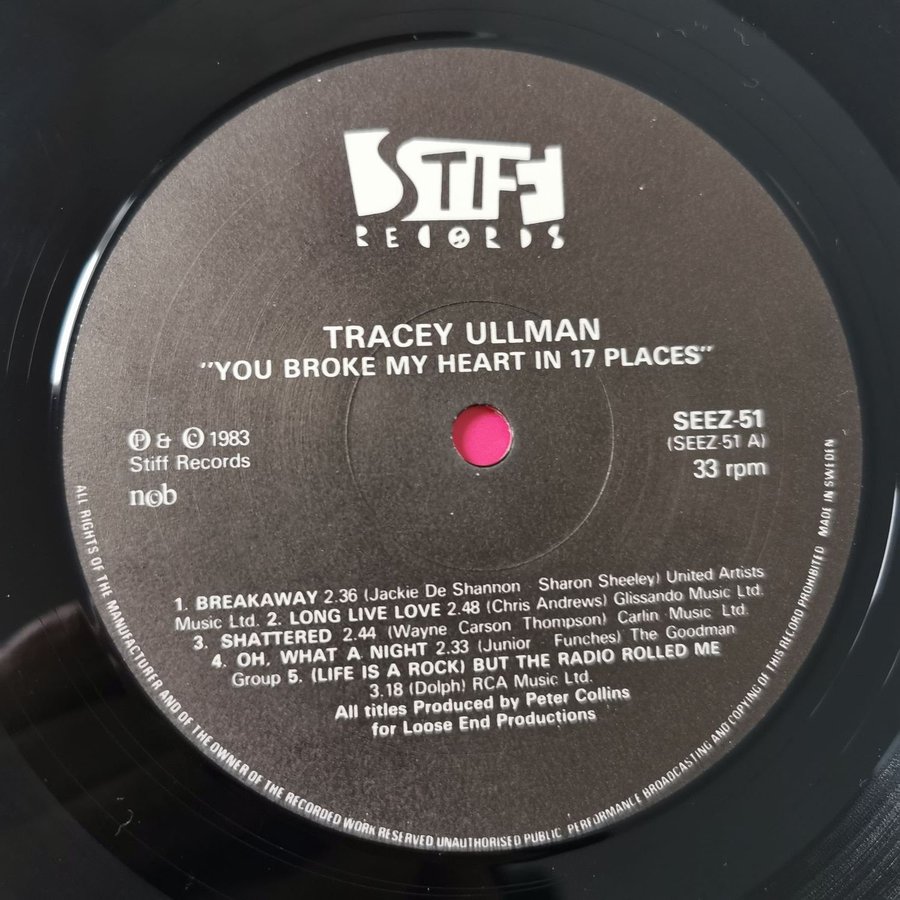 STIFF
RECORDS
TRACEY ULLMAN
"YOU BROKE MY HEART IN 17 PLACES"
Ⓟ & © 1983
Stiff Records
ncb
SEEZ-51
(SEEZ-51 A)
33 rpm
1. BREAKAWAY 2.36 (Jackie De Shannon Sharon Sheeley) United Artists
Music Ltd. 2. LONG LIVE LOVE 2.48 (Chris Andrews) Glissando Music Ltd.
3. SHATTERED 2.44 (Wayne Carson Thompson) Carlin Music Ltd.
4. OH, WHAT A NIGHT 2.33 (Junior Funches) The Goodman
Group 5. (LIFE IS A ROCK) BUT THE RADIO ROLLED ME
3.18 (Dolph) RCA Music Ltd.
All titles Produced by Peter Collins
for Loose End Productions
ALL RIGHTS OF THE MANUFACTURER AND OF THE OWNER OF THE RECORDED WORK RESERVED UNAUTHORISED PUBLIC PERFORMANCE BROADCASTING AND COPYING OF THIS RECORD PROHIBITED MADE IN SWEDEN